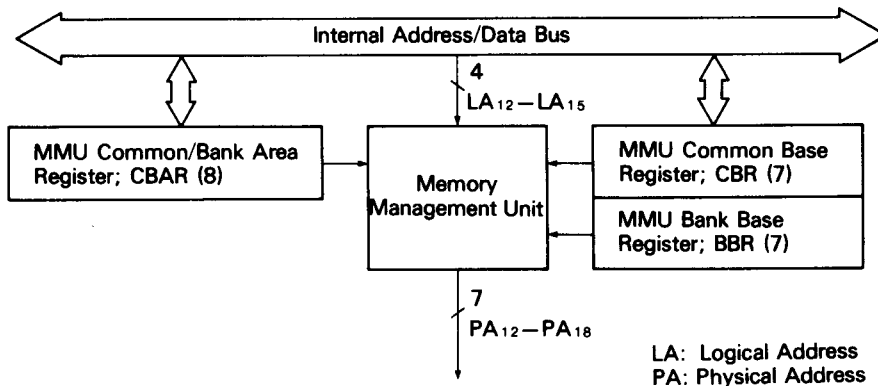 Internal Address/Data Bus
4
LA₁₂—LA₁₅
MMU Common/Bank Area
Register; CBAR (8)
Memory
Management Unit
MMU Common Base
Register; CBR (7)
MMU Bank Base
Register; BBR (7)
7
PA₁₂—PA₁₈
LA: Logical Address
PA: Physical Address